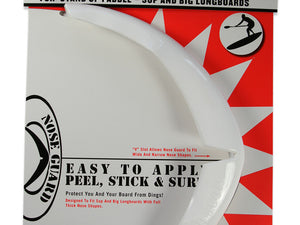 FOR STAND UP PADDLE - SUP AND BIG LONGBOARDS
NOSE GUARD
"V" Slot Allows Nose Guard To Fit
Wide And Narrow Nose Shapes.
EASY TO APPL
PEEL, STICK & SUR
Protect You And Your Board From Dings!
Designed To Fit Sup And Big Longboards With Full
Thick Nose Shapes.